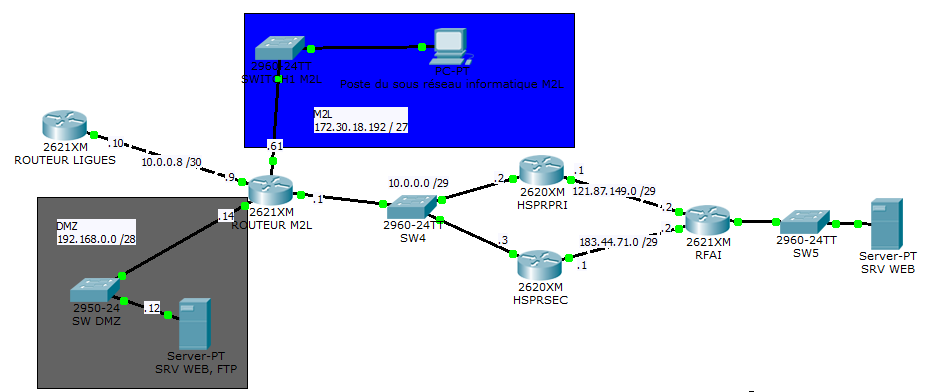 2960-24TT
SWITCH1 M2L
PC-PT
Poste du sous réseau informatique M2L
M2L
172.30.18.192 / 27
.61
2621XM
ROUTEUR LIGUES
.10
10.0.0.8 /30
.9
2621XM
ROUTEUR M2L
.1
.14
10.0.0.0 /29
2960-24TT
SW4
.2
.3
2620XM
HSPRPRI
.1
121.87.149.0 /29
.2
2620XM
HSPRSEC
.1
183.44.71.0 /29
.2
2621XM
RFAI
2960-24TT
SW5
Server-PT
SRV WEB
DMZ
192.168.0.0 /28
2950-24
SW DMZ
.12
Server-PT
SRV WEB, FTP